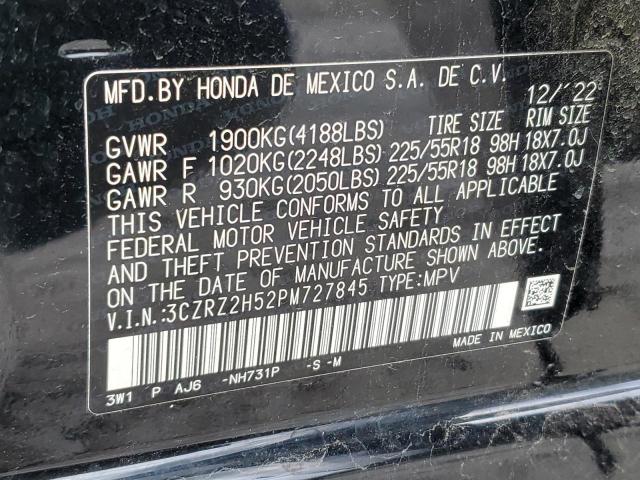 MFD.BY HONDA DE MEXICO S.A. DE C.V.
12/'22
GVWR 1900KG(4188LBS) TIRE SIZE RIM SIZE
GAWR F 1020KG(2248LBS) 225/55R18 98H 18X7.0J
GAWR R 930KG(2050LBS) 225/55R18 98H 18X7.0J
THIS VEHICLE CONFORMS TO ALL APPLICABLE
FEDERAL MOTOR VEHICLE SAFETY
AND THEFT PREVENTION STANDARDS IN EFFECT
ON THE DATE OF MANUFACTURE SHOWN ABOVE.
V.I.N.:3CZRZ2H52PM727845 TYPE:MPV
MADE IN MEXICO
3W1 P AJ6 -NH731P -S -M